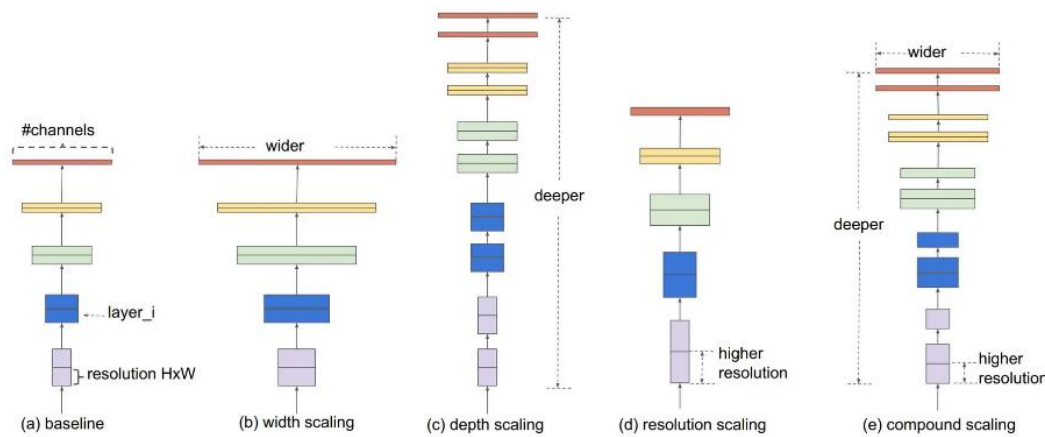 #channels
layer_i
resolution HxW
(a) baseline
wider
(b) width scaling
deeper
(c) depth scaling
higher
resolution
(d) resolution scaling
wider
deeper
higher
resolution
(e) compound scaling